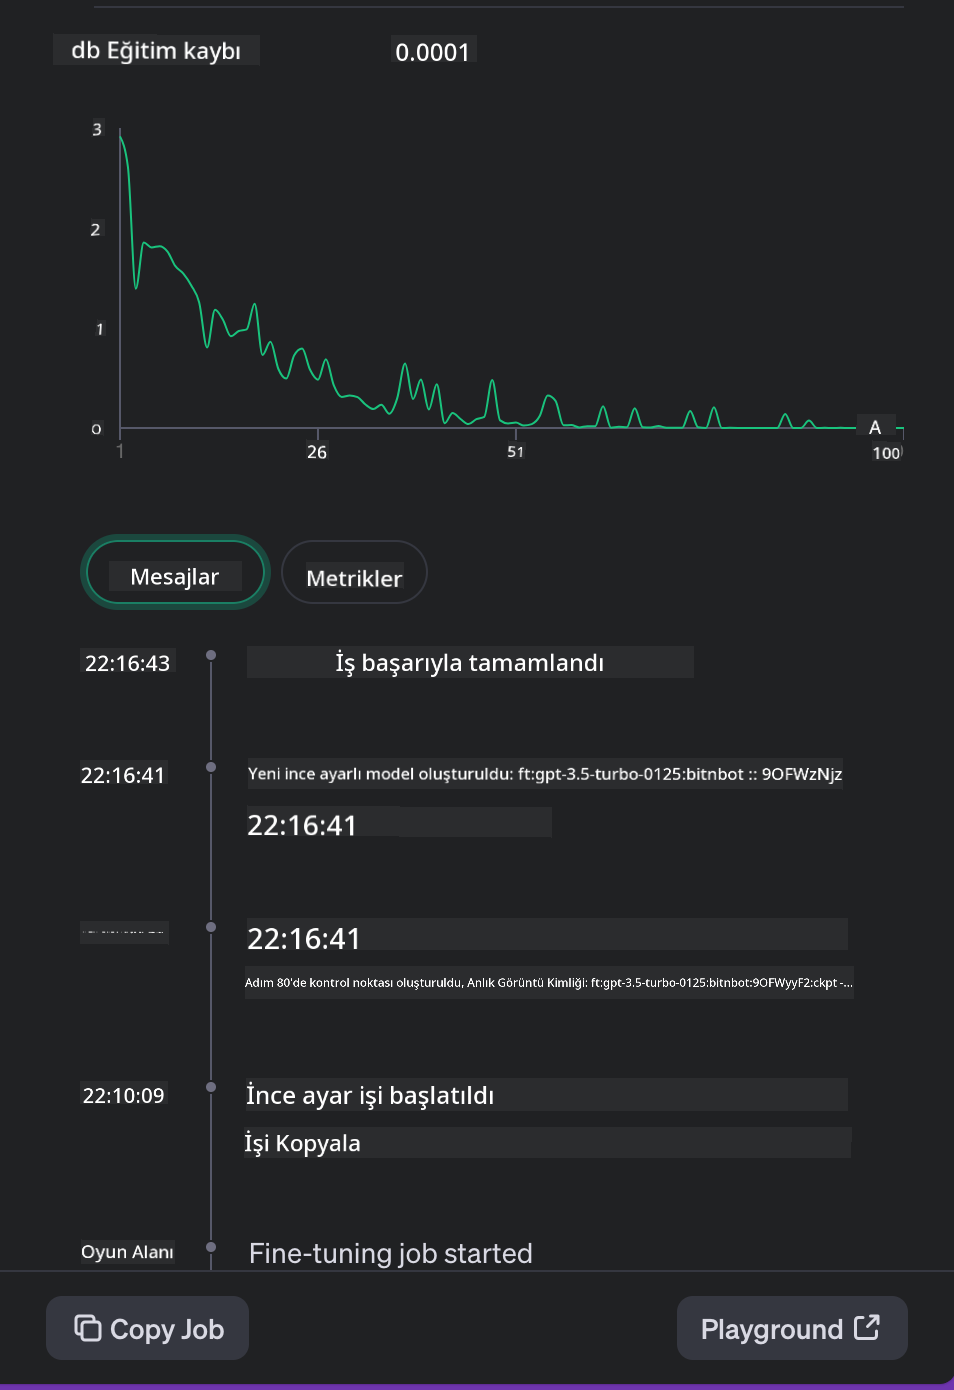 db Eğitim kaybı 0.0001
3
2
1
0
1 26 51 100
A
Mesajlar Metrikler
22:16:43 İş başarıyla tamamlandı
22:16:41 Yeni ince ayarlı model oluşturuldu: ft:gpt-3.5-turbo-0125:bitnbot :: 9OFWzNjz
22:16:41
22:16:41
Adım 80'de kontrol noktası oluşturuldu, Anlık Görüntü Kimliği: ft:gpt-3.5-turbo-0125:bitnbot:9OFWyyF2:ckpt -...
22:10:09 İnce ayar işi başlatıldı
İşi Kopyala
Oyun Alanı Fine-tuning job started
Copy Job Playground